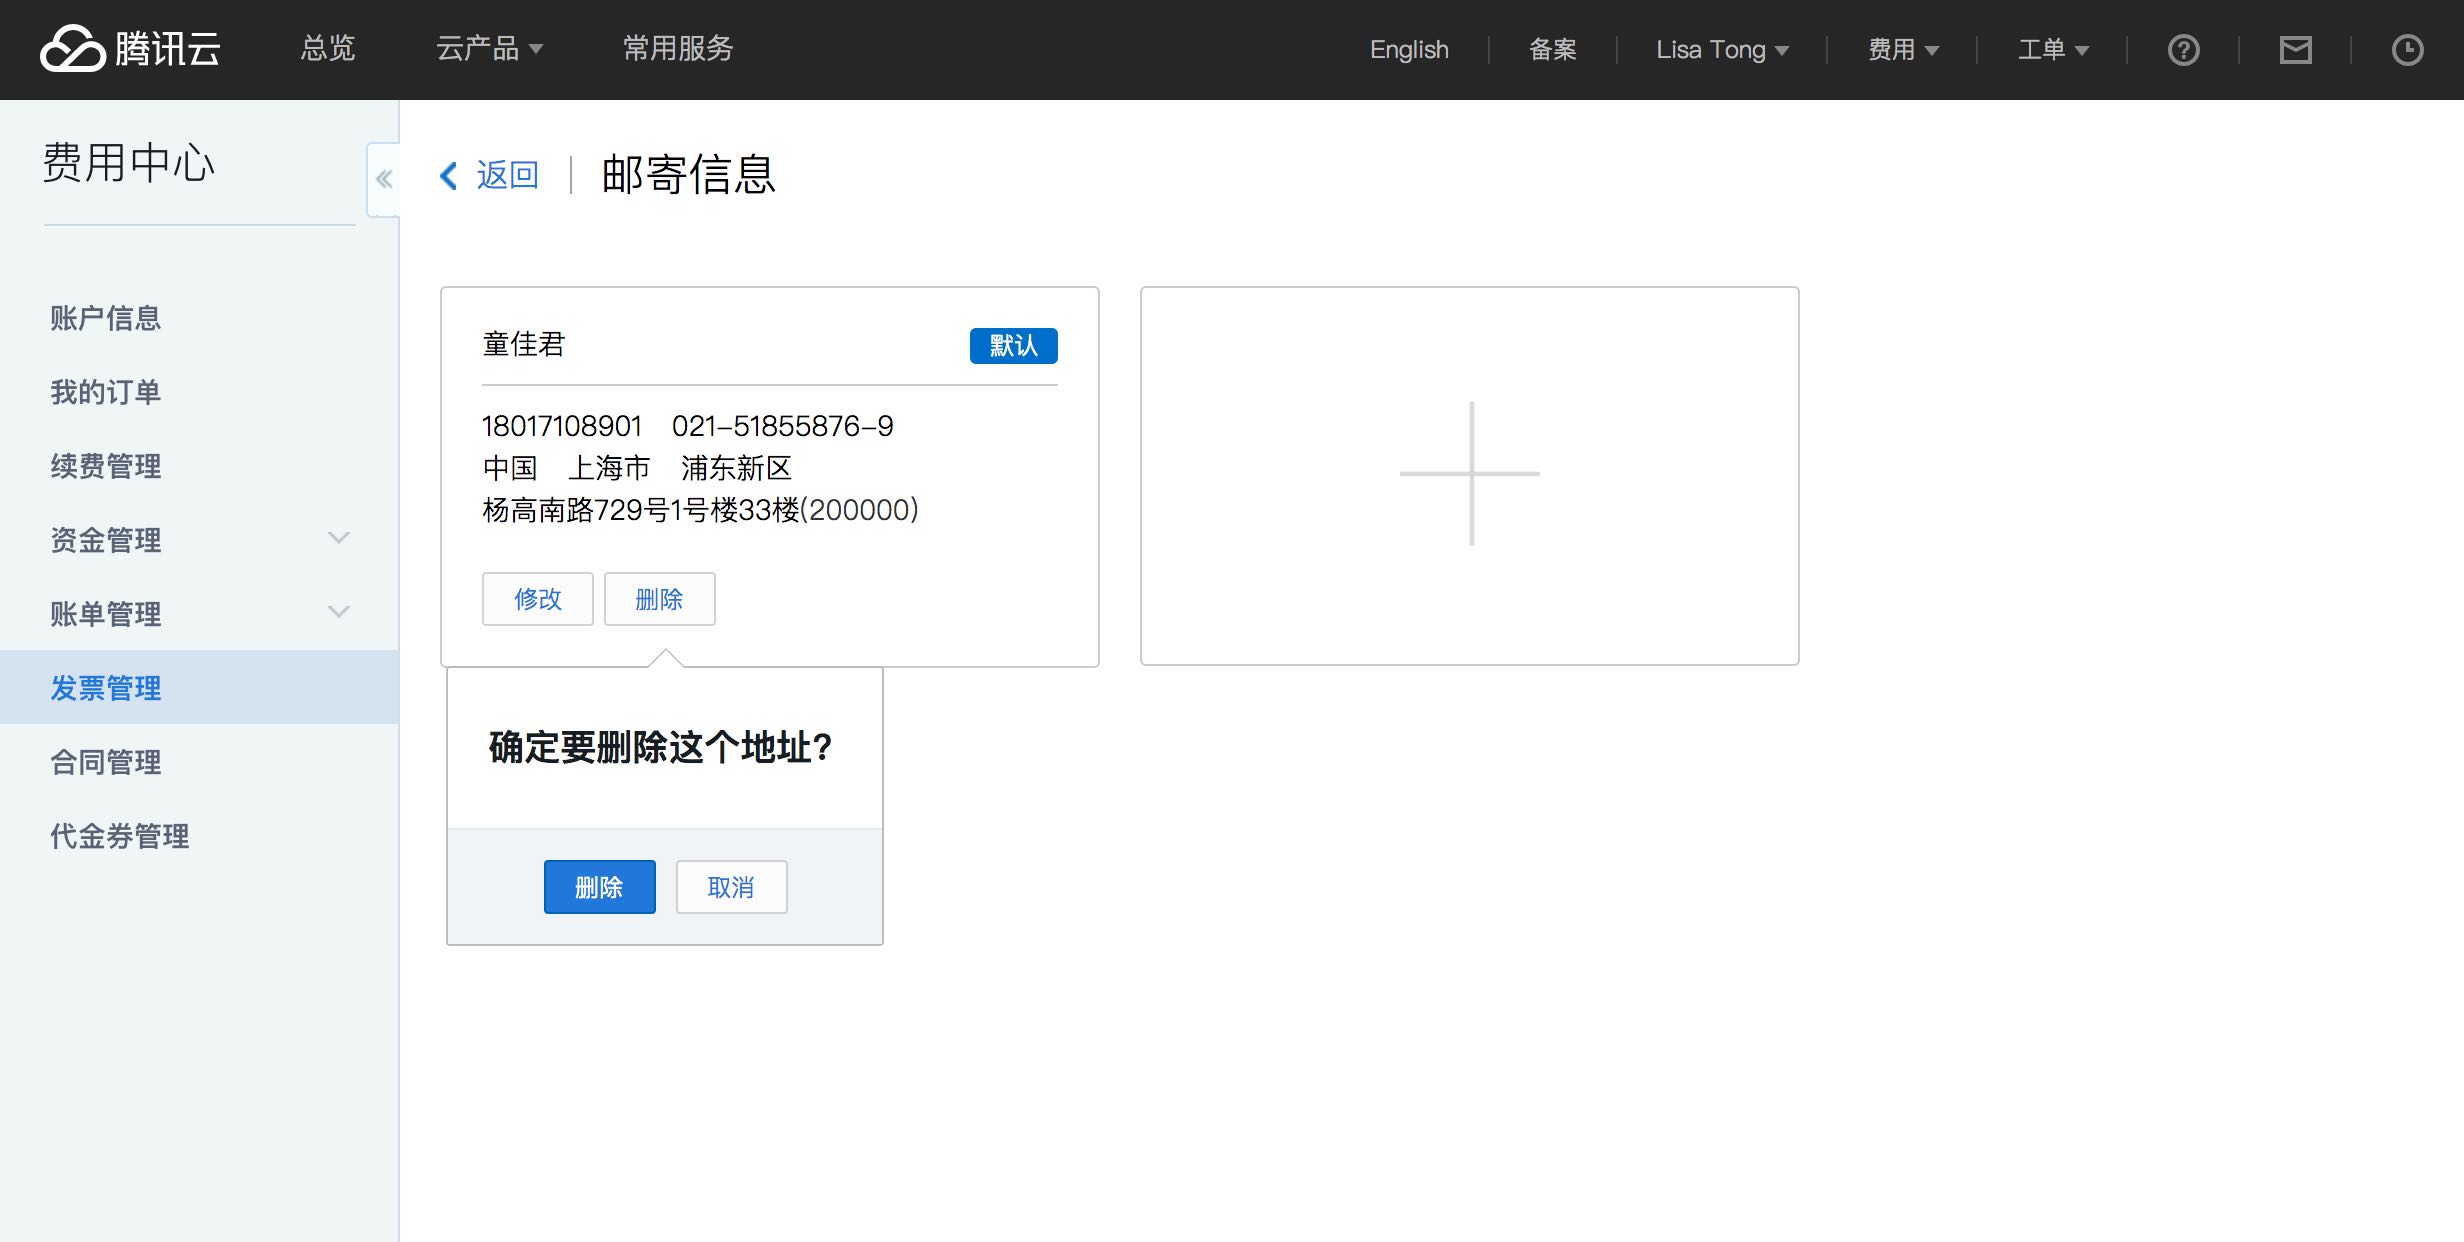 腾讯云 总览 云产品 常用服务 English 备案 Lisa Tong 费用 工单
费用中心
账户信息
我的订单
续费管理
资金管理
账单管理
发票管理
合同管理
代金券管理
返回 邮寄信息
童佳君 默认
18017108901 021-51855876-9
中国 上海市 浦东新区
杨高南路729号1号楼33楼(200000)
修改 删除
确定要删除这个地址?
删除 取消